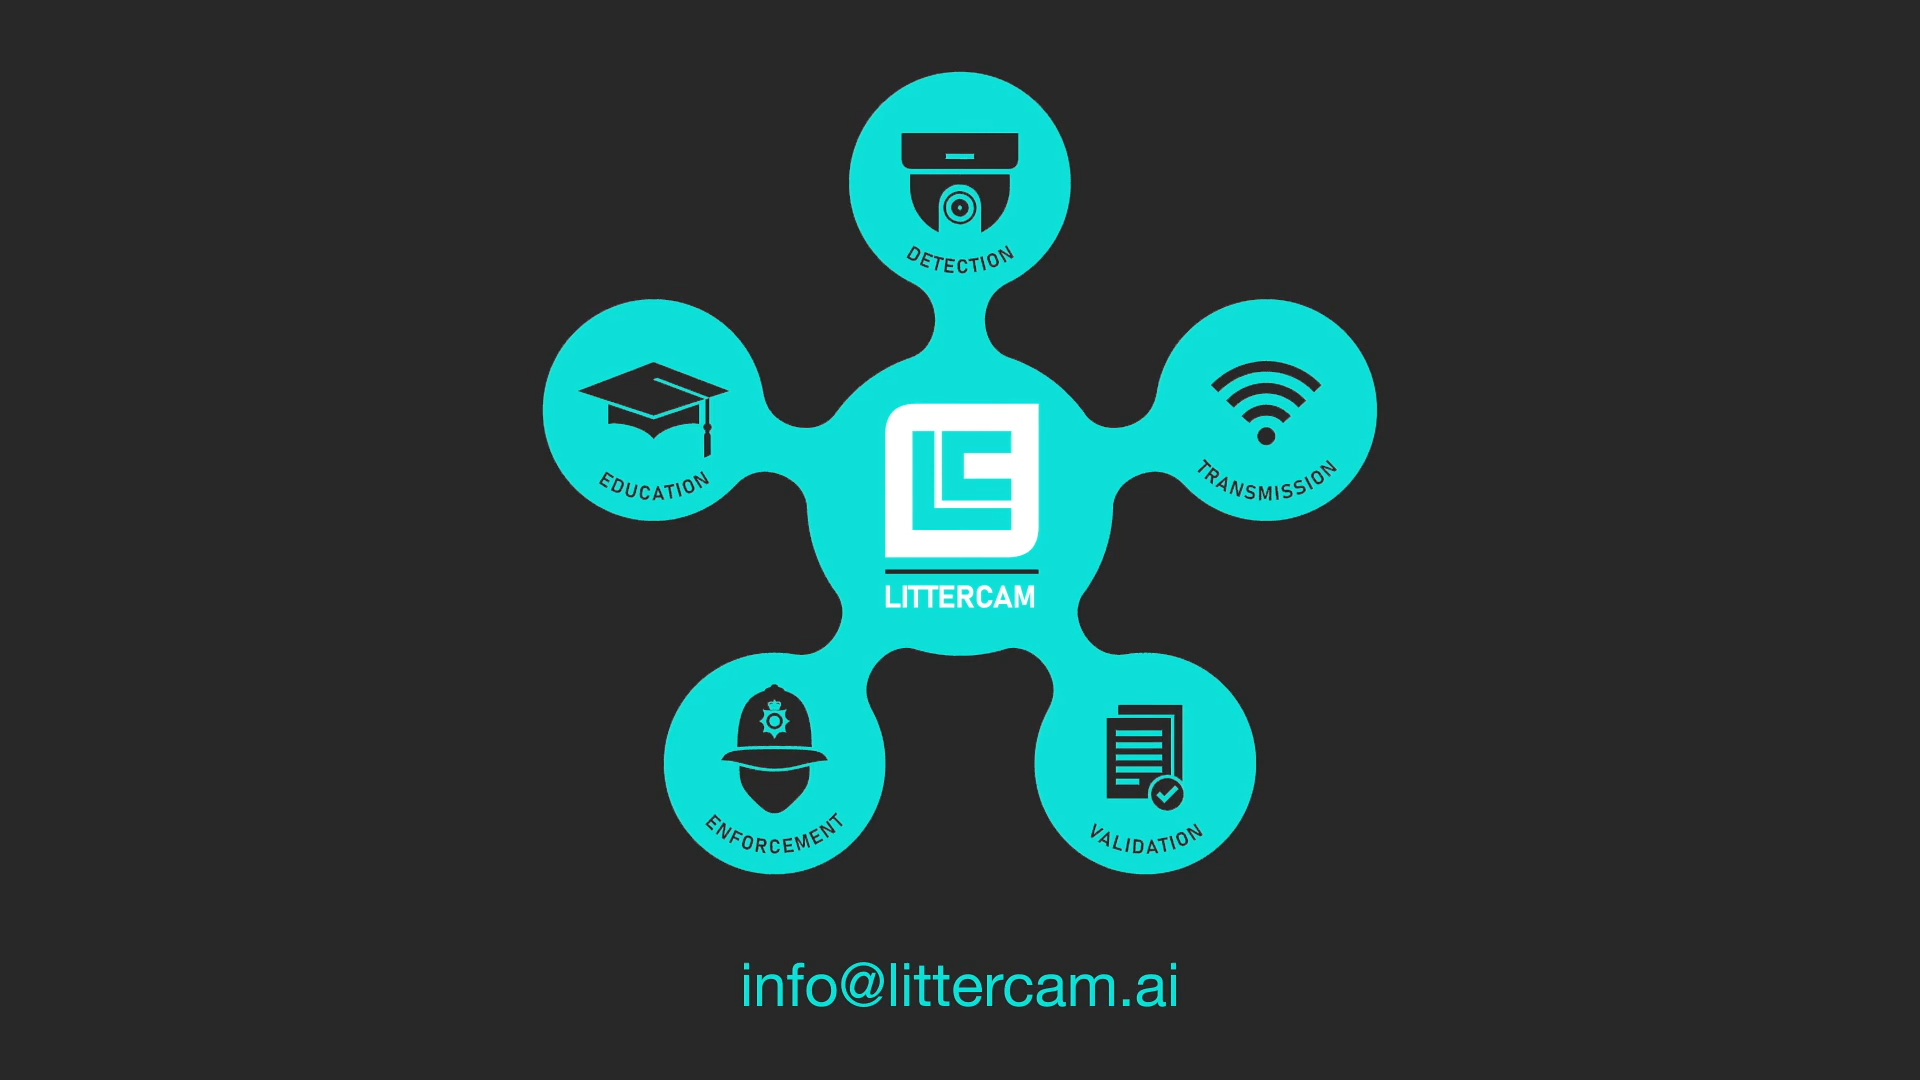 DETECTION
EDUCATION
TRANSMISSION
LITTERCAM
ENFORCEMENT
VALIDATION
info@littercam.ai